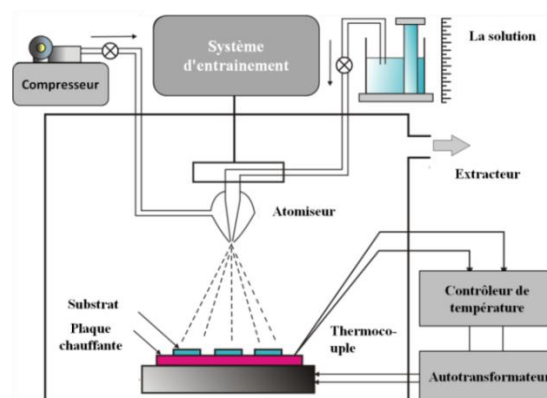 Système
d'entrainement
La solution
Compresseur
Extracteur
Atomiseur
Substrat
Plaque
chauffante
Thermoco-
uple
Contrôleur de
température
Autotransformateur